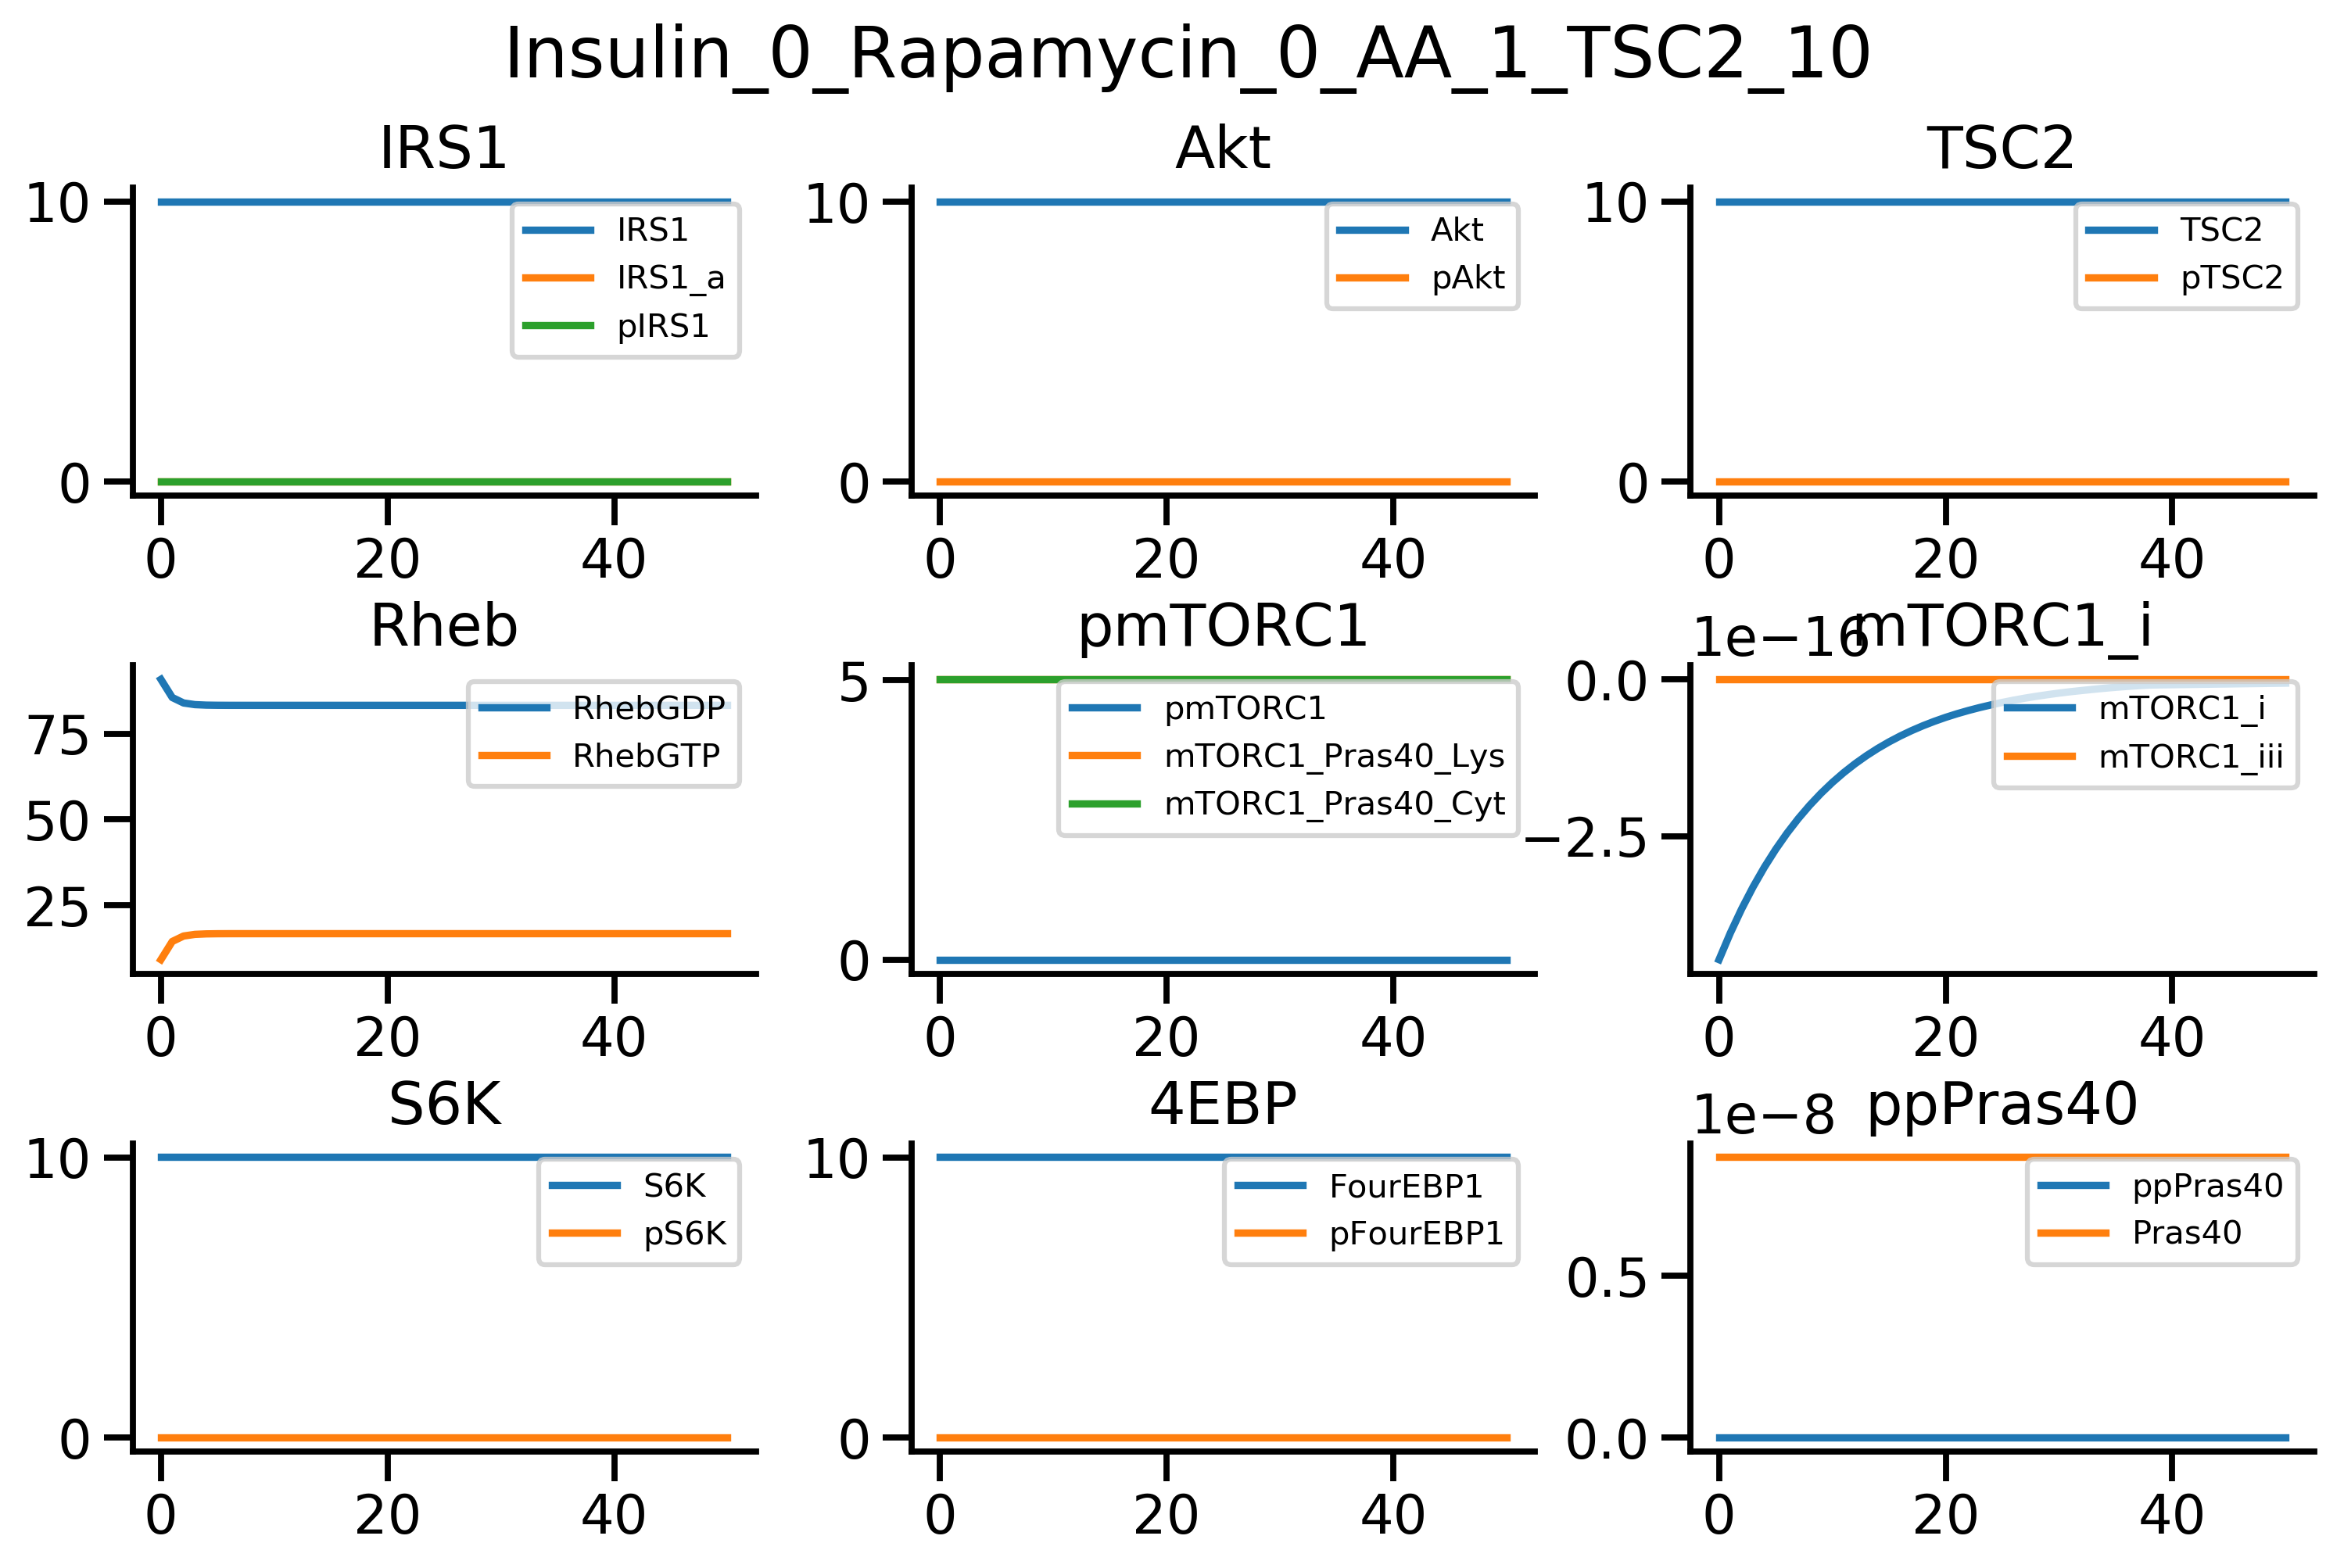 Insulin_0_Rapamycin_0_AA_1_TSC2_10
IRS1
10
0
0 20 40
IRS1
IRS1_a
pIRS1
Akt
10
0
0 20 40
Akt
pAkt
TSC2
10
0
0 20 40
TSC2
pTSC2
Rheb
75
50
25
0 20 40
RhebGDP
RhebGTP
pmTORC1
5
0
0 20 40
pmTORC1
mTORC1_Pras40_Lys
mTORC1_Pras40_Cyt
1e−16
mTORC1_i
0.0
−2.5
0 20 40
mTORC1_i
mTORC1_iii
S6K
10
0
0 20 40
S6K
pS6K
4EBP
10
0
0 20 40
FourEBP1
pFourEBP1
1e−8
ppPras40
0.5
0.0
0 20 40
ppPras40
Pras40